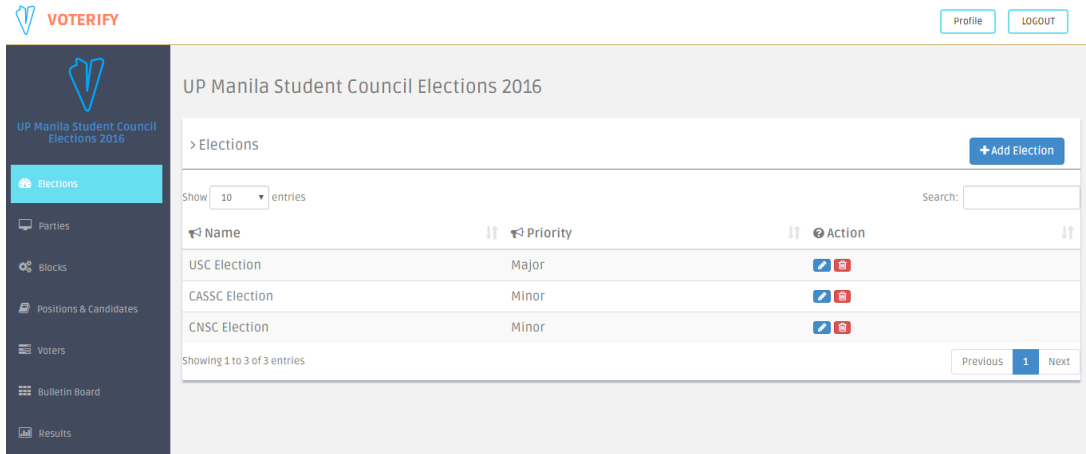 VOTERIFY
Profile
LOGOUT
UP Manila Student Council
Elections 2016
Elections
Parties
Blocks
Positions & Candidates
Voters
Bulletin Board
Results
UP Manila Student Council Elections 2016
> Elections
+ Add Election
Show 10 entries
Search:
Name Priority Action
USC Election Major
CASSC Election Minor
CNSC Election Minor
Showing 1 to 3 of 3 entries
Previous 1 Next